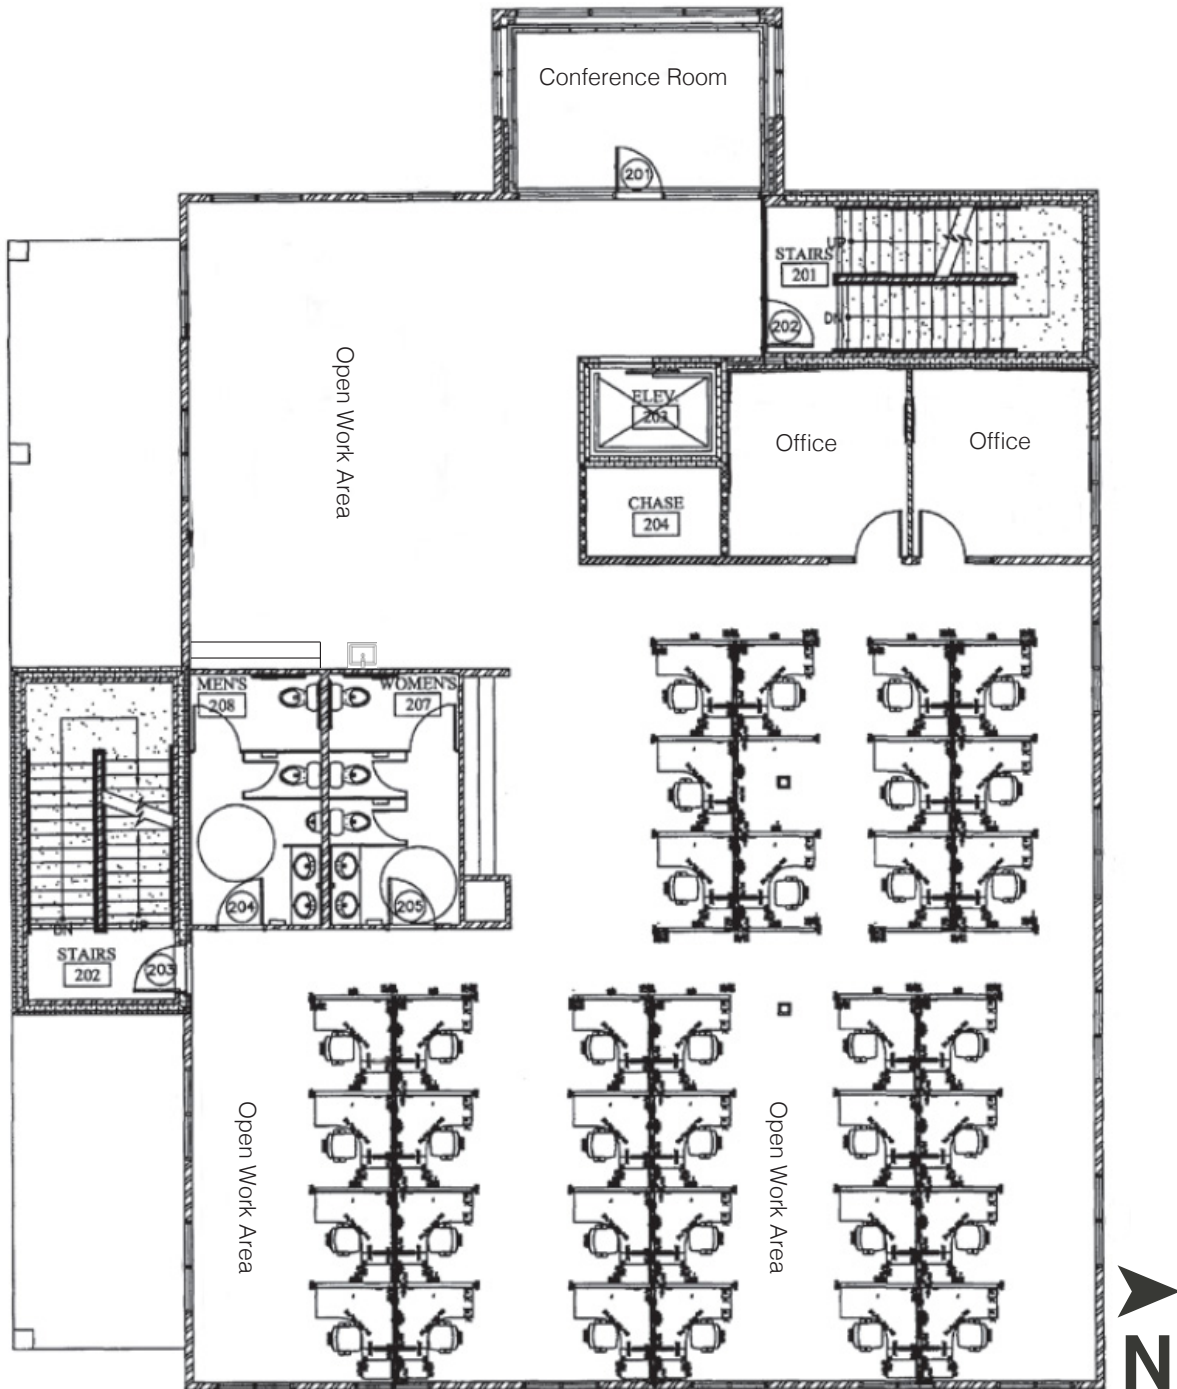 Conference Room
201
UP
STAIRS
201
DN
202
Open Work Area
ELEV.
203
Office
Office
CHASE
204
MEN'S
208
WOMEN'S
207
204
205
DN
UP
STAIRS
202
203
Open Work Area
Open Work Area
N